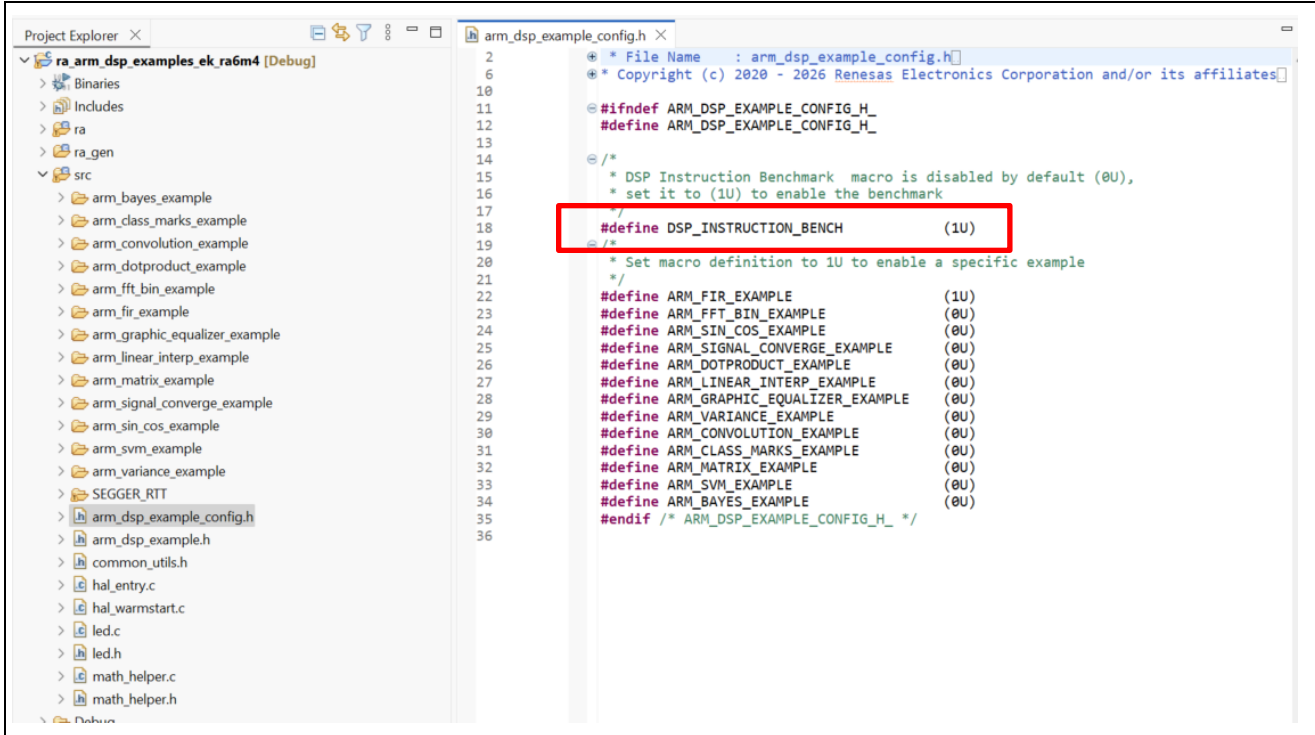 Project Explorer
ra_arm_dsp_examples_ek_ra6m4 [Debug]
Binaries
Includes
ra
ra_gen
src
arm_bayes_example
arm_class_marks_example
arm_convolution_example
arm_dotproduct_example
arm_fft_bin_example
arm_fir_example
arm_graphic_equalizer_example
arm_linear_interp_example
arm_matrix_example
arm_signal_converge_example
arm_sin_cos_example
arm_svm_example
arm_variance_example
SEGGER_RTT
arm_dsp_example_config.h
arm_dsp_example.h
common_utils.h
hal_entry.c
hal_warmstart.c
led.c
led.h
math_helper.c
math_helper.h
Debug
arm_dsp_example_config.h
2 * File Name : arm_dsp_example_config.h
6 * Copyright (c) 2020 - 2026 Renesas Electronics Corporation and/or its affiliates
10
11 #ifndef ARM_DSP_EXAMPLE_CONFIG_H_
12 #define ARM_DSP_EXAMPLE_CONFIG_H_
13
14 /*
15 * DSP Instruction Benchmark macro is disabled by default (0U),
16 * set it to (1U) to enable the benchmark
17 */
18 #define DSP_INSTRUCTION_BENCH (1U)
19 /*
20 * Set macro definition to 1U to enable a specific example
21 */
22 #define ARM_FIR_EXAMPLE (1U)
23 #define ARM_FFT_BIN_EXAMPLE (0U)
24 #define ARM_SIN_COS_EXAMPLE (0U)
25 #define ARM_SIGNAL_CONVERGE_EXAMPLE (0U)
26 #define ARM_DOTPRODUCT_EXAMPLE (0U)
27 #define ARM_LINEAR_INTERP_EXAMPLE (0U)
28 #define ARM_GRAPHIC_EQUALIZER_EXAMPLE (0U)
29 #define ARM_VARIANCE_EXAMPLE (0U)
30 #define ARM_CONVOLUTION_EXAMPLE (0U)
31 #define ARM_CLASS_MARKS_EXAMPLE (0U)
32 #define ARM_MATRIX_EXAMPLE (0U)
33 #define ARM_SVM_EXAMPLE (0U)
34 #define ARM_BAYES_EXAMPLE (0U)
35 #endif /* ARM_DSP_EXAMPLE_CONFIG_H_ */
36